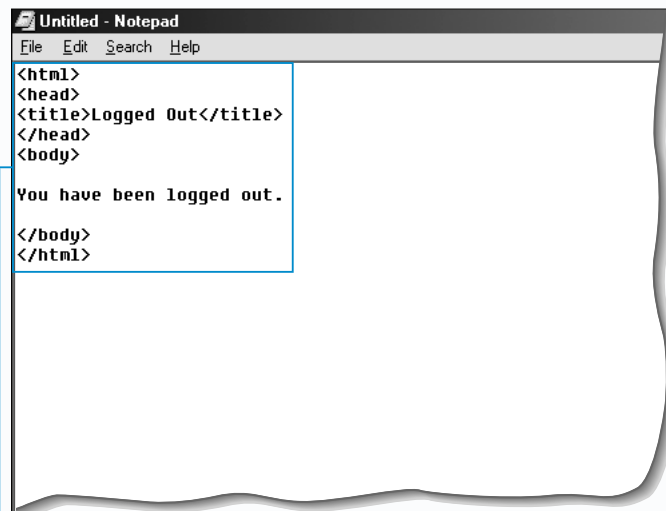 Untitled - Notepad
File Edit Search Help
<html>
<head>
<title>Logged Out</title>
</head>
<body>
You have been logged out.
</body>
</html>